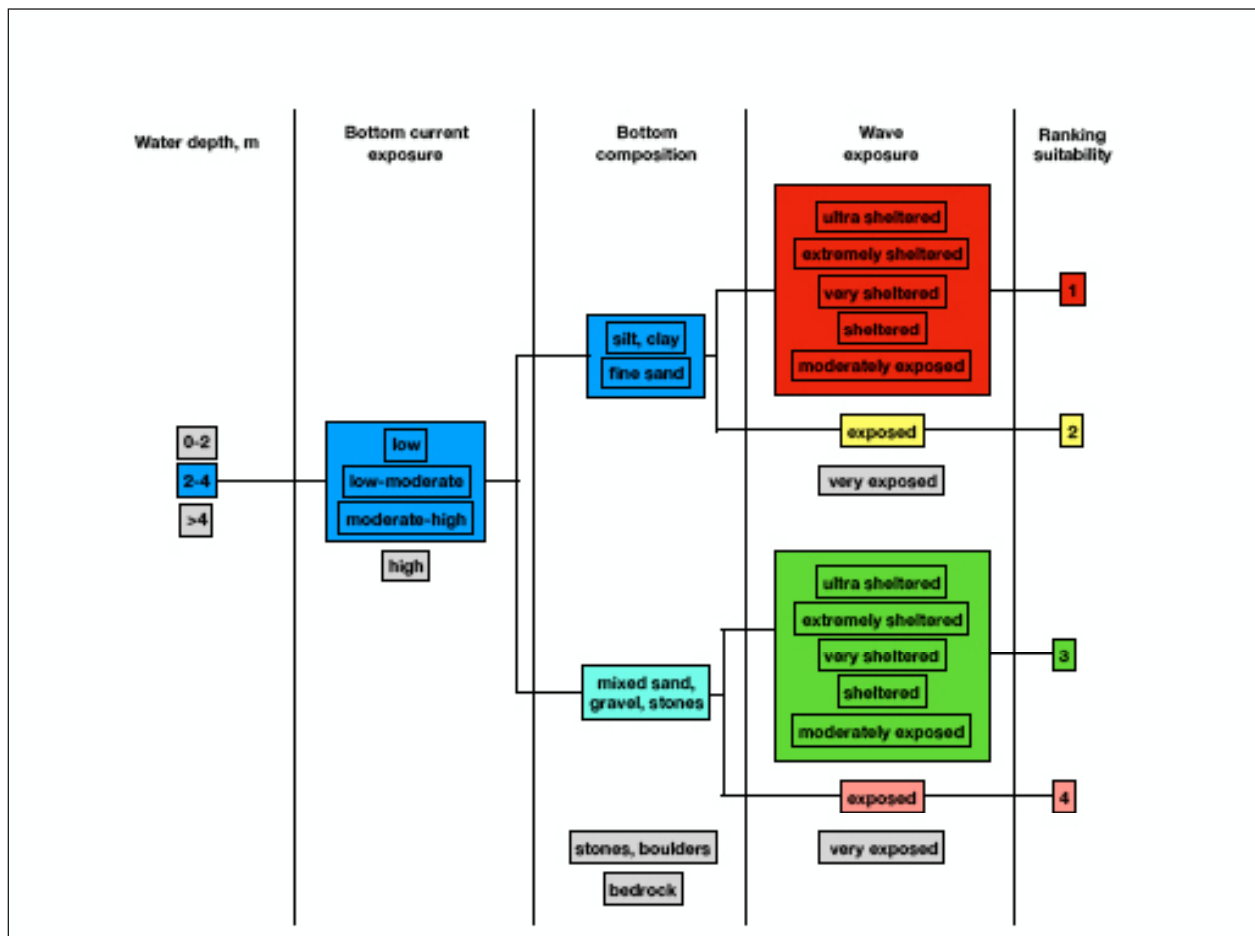 Water depth, m
Bottom current
exposure
Bottom
composition
Wave
exposure
Ranking
suitability
0-2
2-4
>4
low
low-moderate
moderate-high
high
silt, clay
fine sand
mixed sand,
gravel, stones
stones, boulders
bedrock
ultra sheltered
extremely sheltered
very sheltered
sheltered
moderately exposed
exposed
very exposed
ultra sheltered
extremely sheltered
very sheltered
sheltered
moderately exposed
exposed
very exposed
1
2
3
4